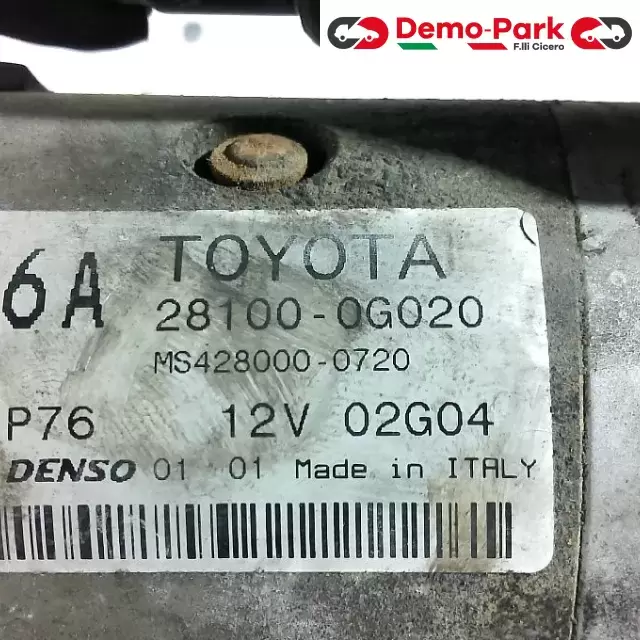 Demo-Park
F.lli Cicero
6A TOYOTA
28100-0G020
MS428000-0720
P76 12V 02G04
DENSO 01 01 Made in ITALY